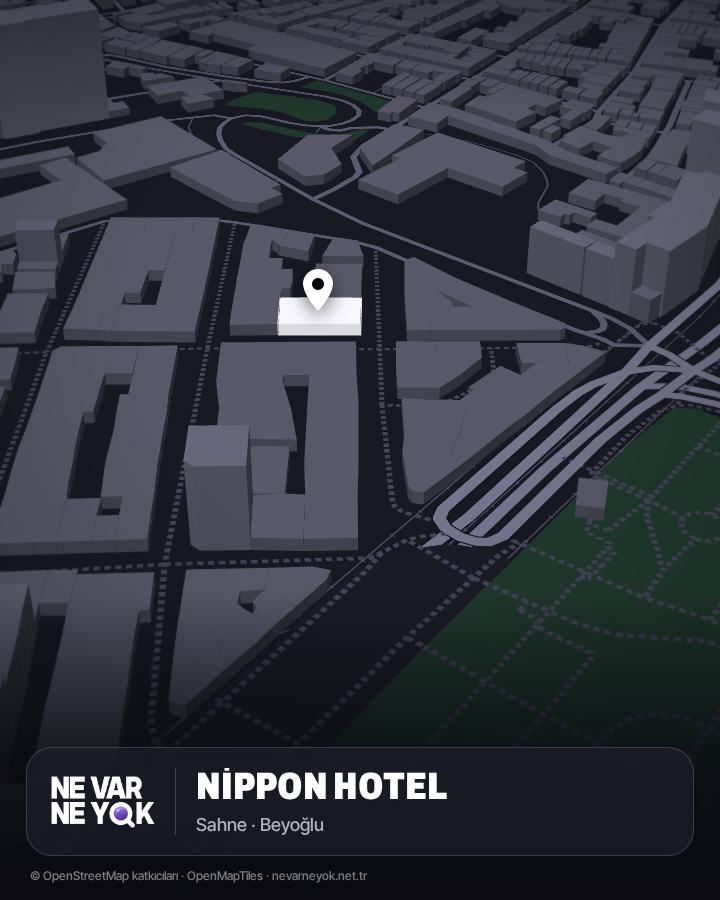 NE VAR
NE YOK
NİPPON HOTEL
Sahne · Beyoğlu
© OpenStreetMap katkıcıları · OpenMapTiles · nevarneyok.net.tr